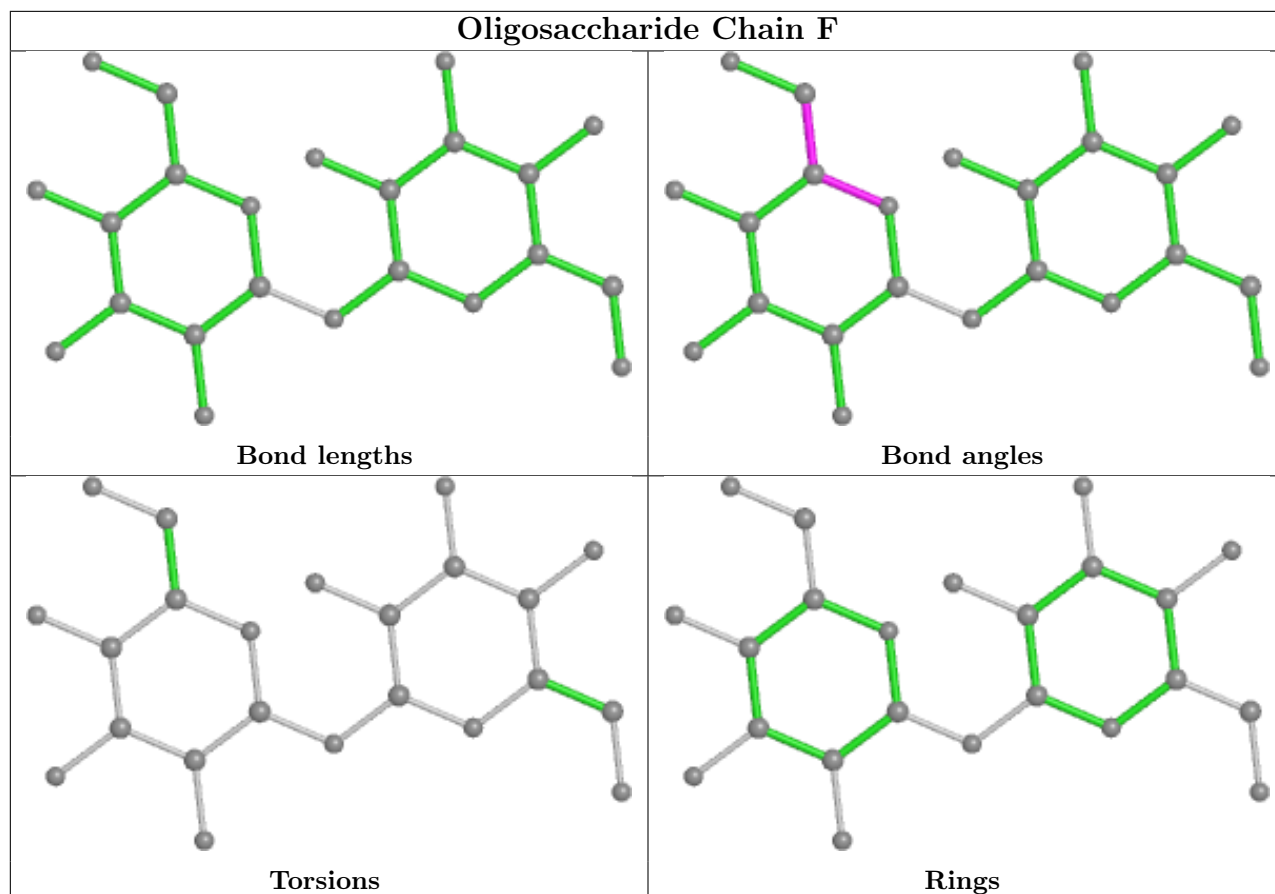 Oligosaccharide Chain F
Bond lengths
Bond angles
Torsions
Rings